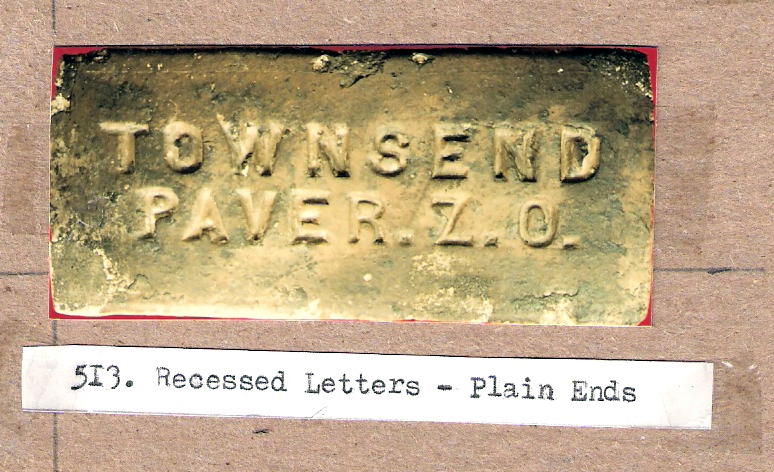 TOWNSEND
PAVER. Z. O.
513. Recessed Letters - Plain Ends